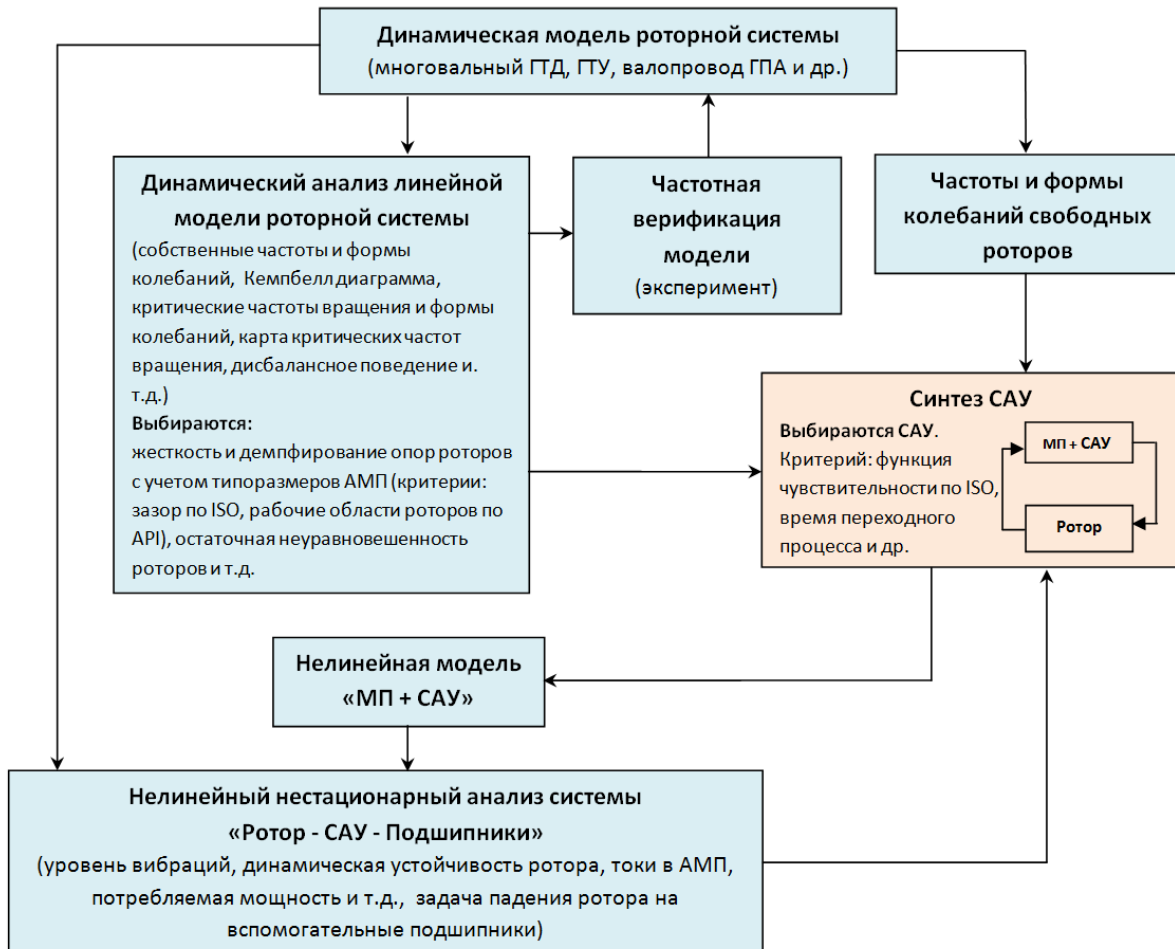 Динамическая модель роторной системы
(многовальный ГТД, ГТУ, валопровод ГПА и др.)
Динамический анализ линейной
модели роторной системы
(собственные частоты и формы
колебаний, Кемпбелл диаграмма,
критические частоты вращения и формы
колебаний, карта критических частот
вращения, дисбалансное поведение и.
т.д.)
Выбираются:
жесткость и демпфирование опор роторов
с учетом типоразмеров АМП (критерии:
зазор по ISO, рабочие области роторов по
API), остаточная неуравновешенность
роторов и т.д.
Частотная
верификация
модели
(эксперимент)
Частоты и формы
колебаний свободных
роторов
Синтез САУ
Выбираются САУ.
Критерий: функция
чувствительности по ISO,
время переходного
процесса и др.
МП + САУ
Ротор
Нелинейная модель
«МП + САУ»
Нелинейный нестационарный анализ системы
«Ротор - САУ - Подшипники»
(уровень вибраций, динамическая устойчивость ротора, токи в АМП,
потребляемая мощность и т.д., задача падения ротора на
вспомогательные подшипники)